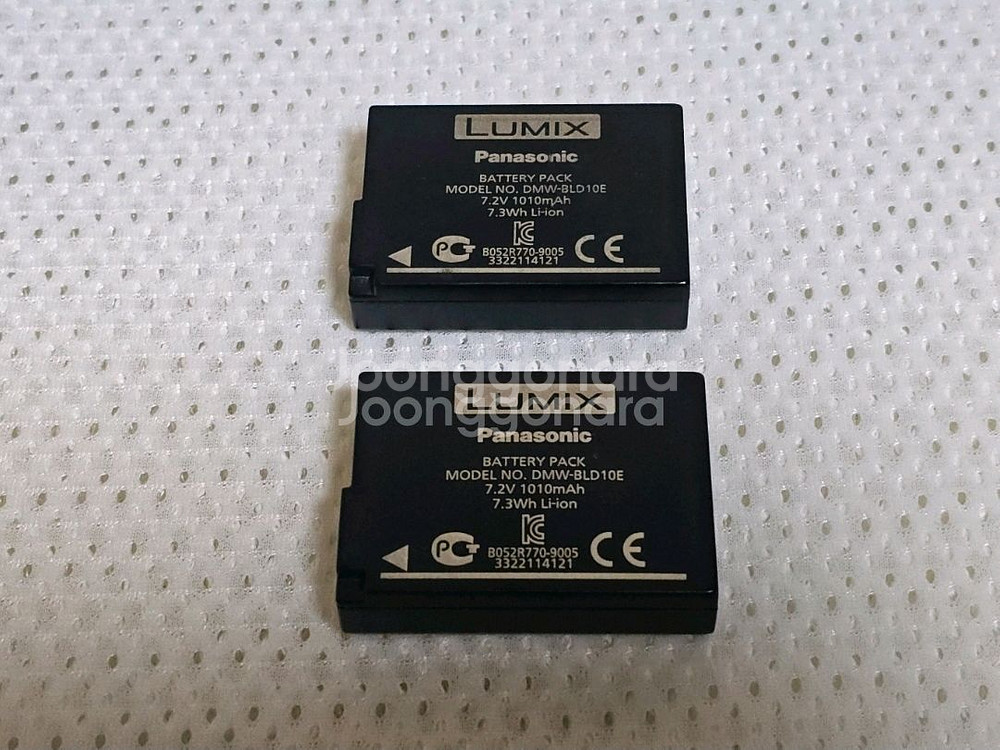 LUMIX
Panasonic
BATTERY PACK
MODEL NO. DMW-BLD10E
7.2V 1010mAh
7.3Wh Li-ion
B052R770-9005
3322114121
CE
Joonggonara
Joonggonara
LUMIX
Panasonic
BATTERY PACK
MODEL NO. DMW-BLD10E
7.2V 1010mAh
7.3Wh Li-ion
B052R770-9005
3322114121
CE